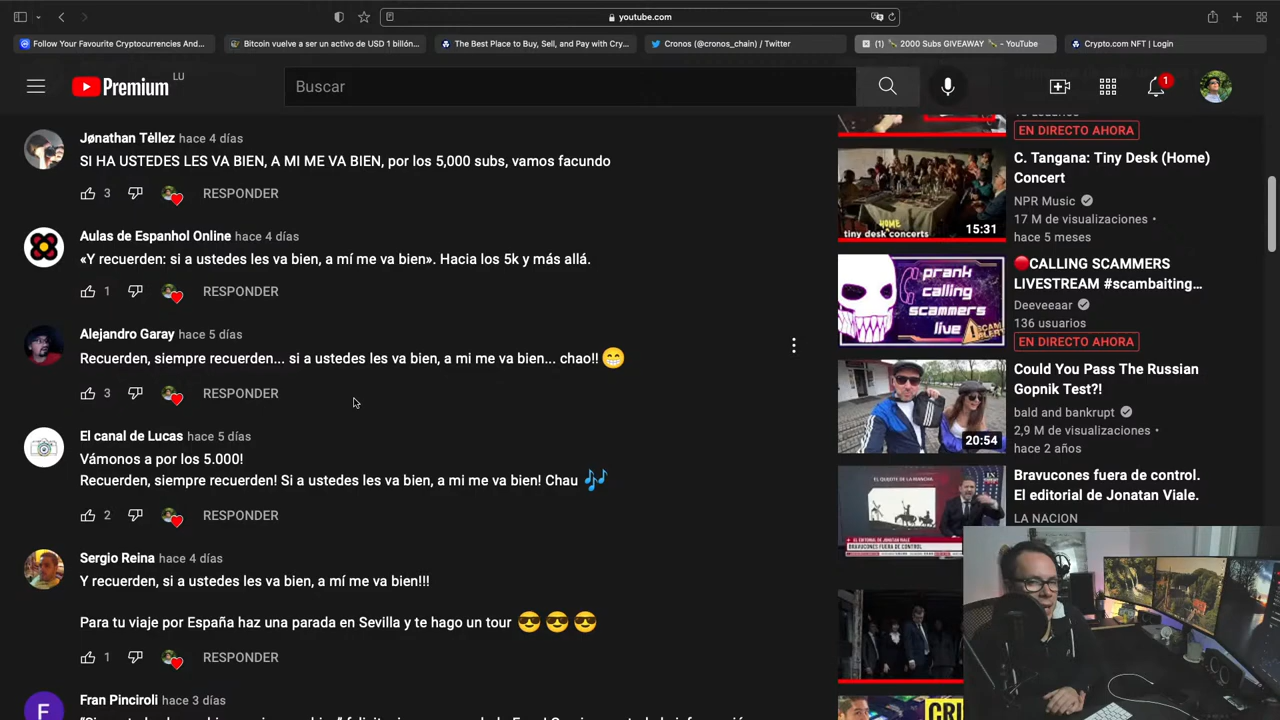 youtube.com
Follow Your Favourite Cryptocurrencies And...
Bitcoin vuelve a ser un activo de USD 1 billón...
The Best Place to Buy, Sell, and Pay with Cry...
Cronos (@cronos_chain) / Twitter
(1) 🍾 2000 Subs GIVEAWAY 🍾 - YouTube
Crypto.com NFT | Login
Premium LU
Buscar
1
Jønathan Tėllez hace 4 días
SI HA USTEDES LES VA BIEN, A MI ME VA BIEN, por los 5,000 subs, vamos facundo
3 RESPONDER
Aulas de Espanhol Online hace 4 días
«Y recuerden: si a ustedes les va bien, a mí me va bien». Hacia los 5k y más allá.
1 RESPONDER
Alejandro Garay hace 5 días
Recuerden, siempre recuerden... si a ustedes les va bien, a mi me va bien... chao!! 😁
3 RESPONDER
El canal de Lucas hace 5 días
Vámonos a por los 5.000!
Recuerden, siempre recuerden! Si a ustedes les va bien, a mi me va bien! Chau 🎶
2 RESPONDER
Sergio Reina hace 4 días
Y recuerden, si a ustedes les va bien, a mí me va bien!!!
Para tu viaje por España haz una parada en Sevilla y te hago un tour 😎 😎 😎
1 RESPONDER
F
Fran Pinciroli hace 3 días
EN DIRECTO AHORA
HOME
tiny desk concerts
15:31
C. Tangana: Tiny Desk (Home)
Concert
NPR Music
17 M de visualizaciones •
hace 5 meses
prank
calling
scammers
live
🔴CALLING SCAMMERS
LIVESTREAM #scambaiting...
Deeveeaar
136 usuarios
EN DIRECTO AHORA
20:54
Could You Pass The Russian
Gopnik Test?!
bald and bankrupt
2,9 M de visualizaciones •
hace 2 años
BRAVUCONES FUERA DE CONTROL
Bravucones fuera de control.
El editorial de Jonatan Viale.
LA NACION
CRI